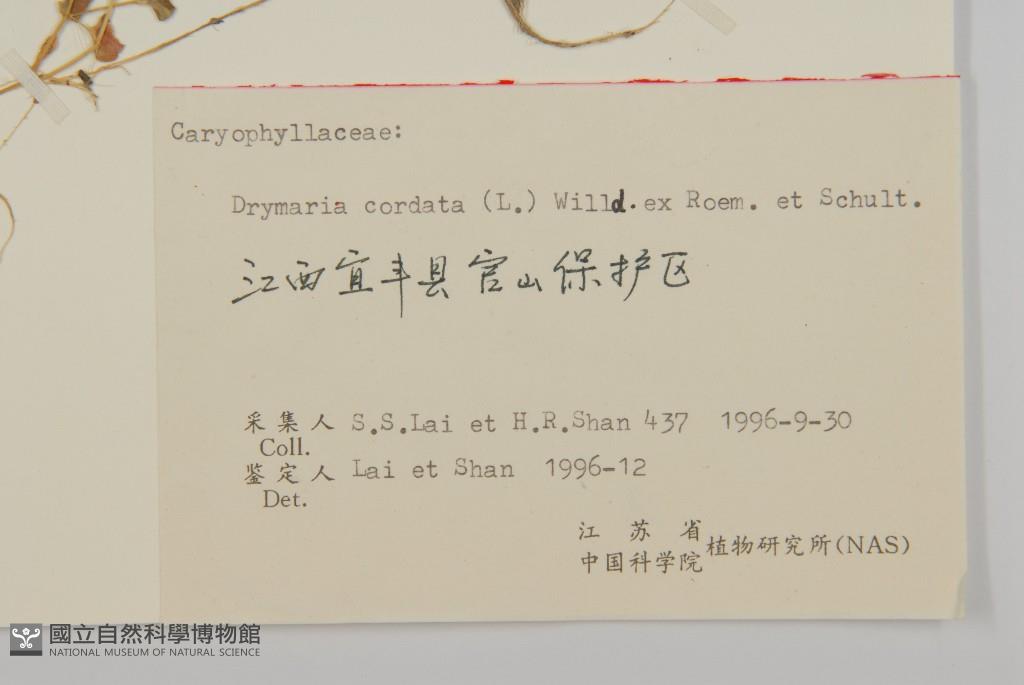 Caryophyllaceae:
Drymaria cordata (L.) Willd. ex Roem. et Schult.
江西宜丰县官山保护区
采集人 S.S.Lai et H.R.Shan 437 1996-9-30
Coll.
鉴定人 Lai et Shan 1996-12
Det.
江苏省
中国科学院 植物研究所(NAS)
國立自然科學博物館
NATIONAL MUSEUM OF NATURAL SCIENCE